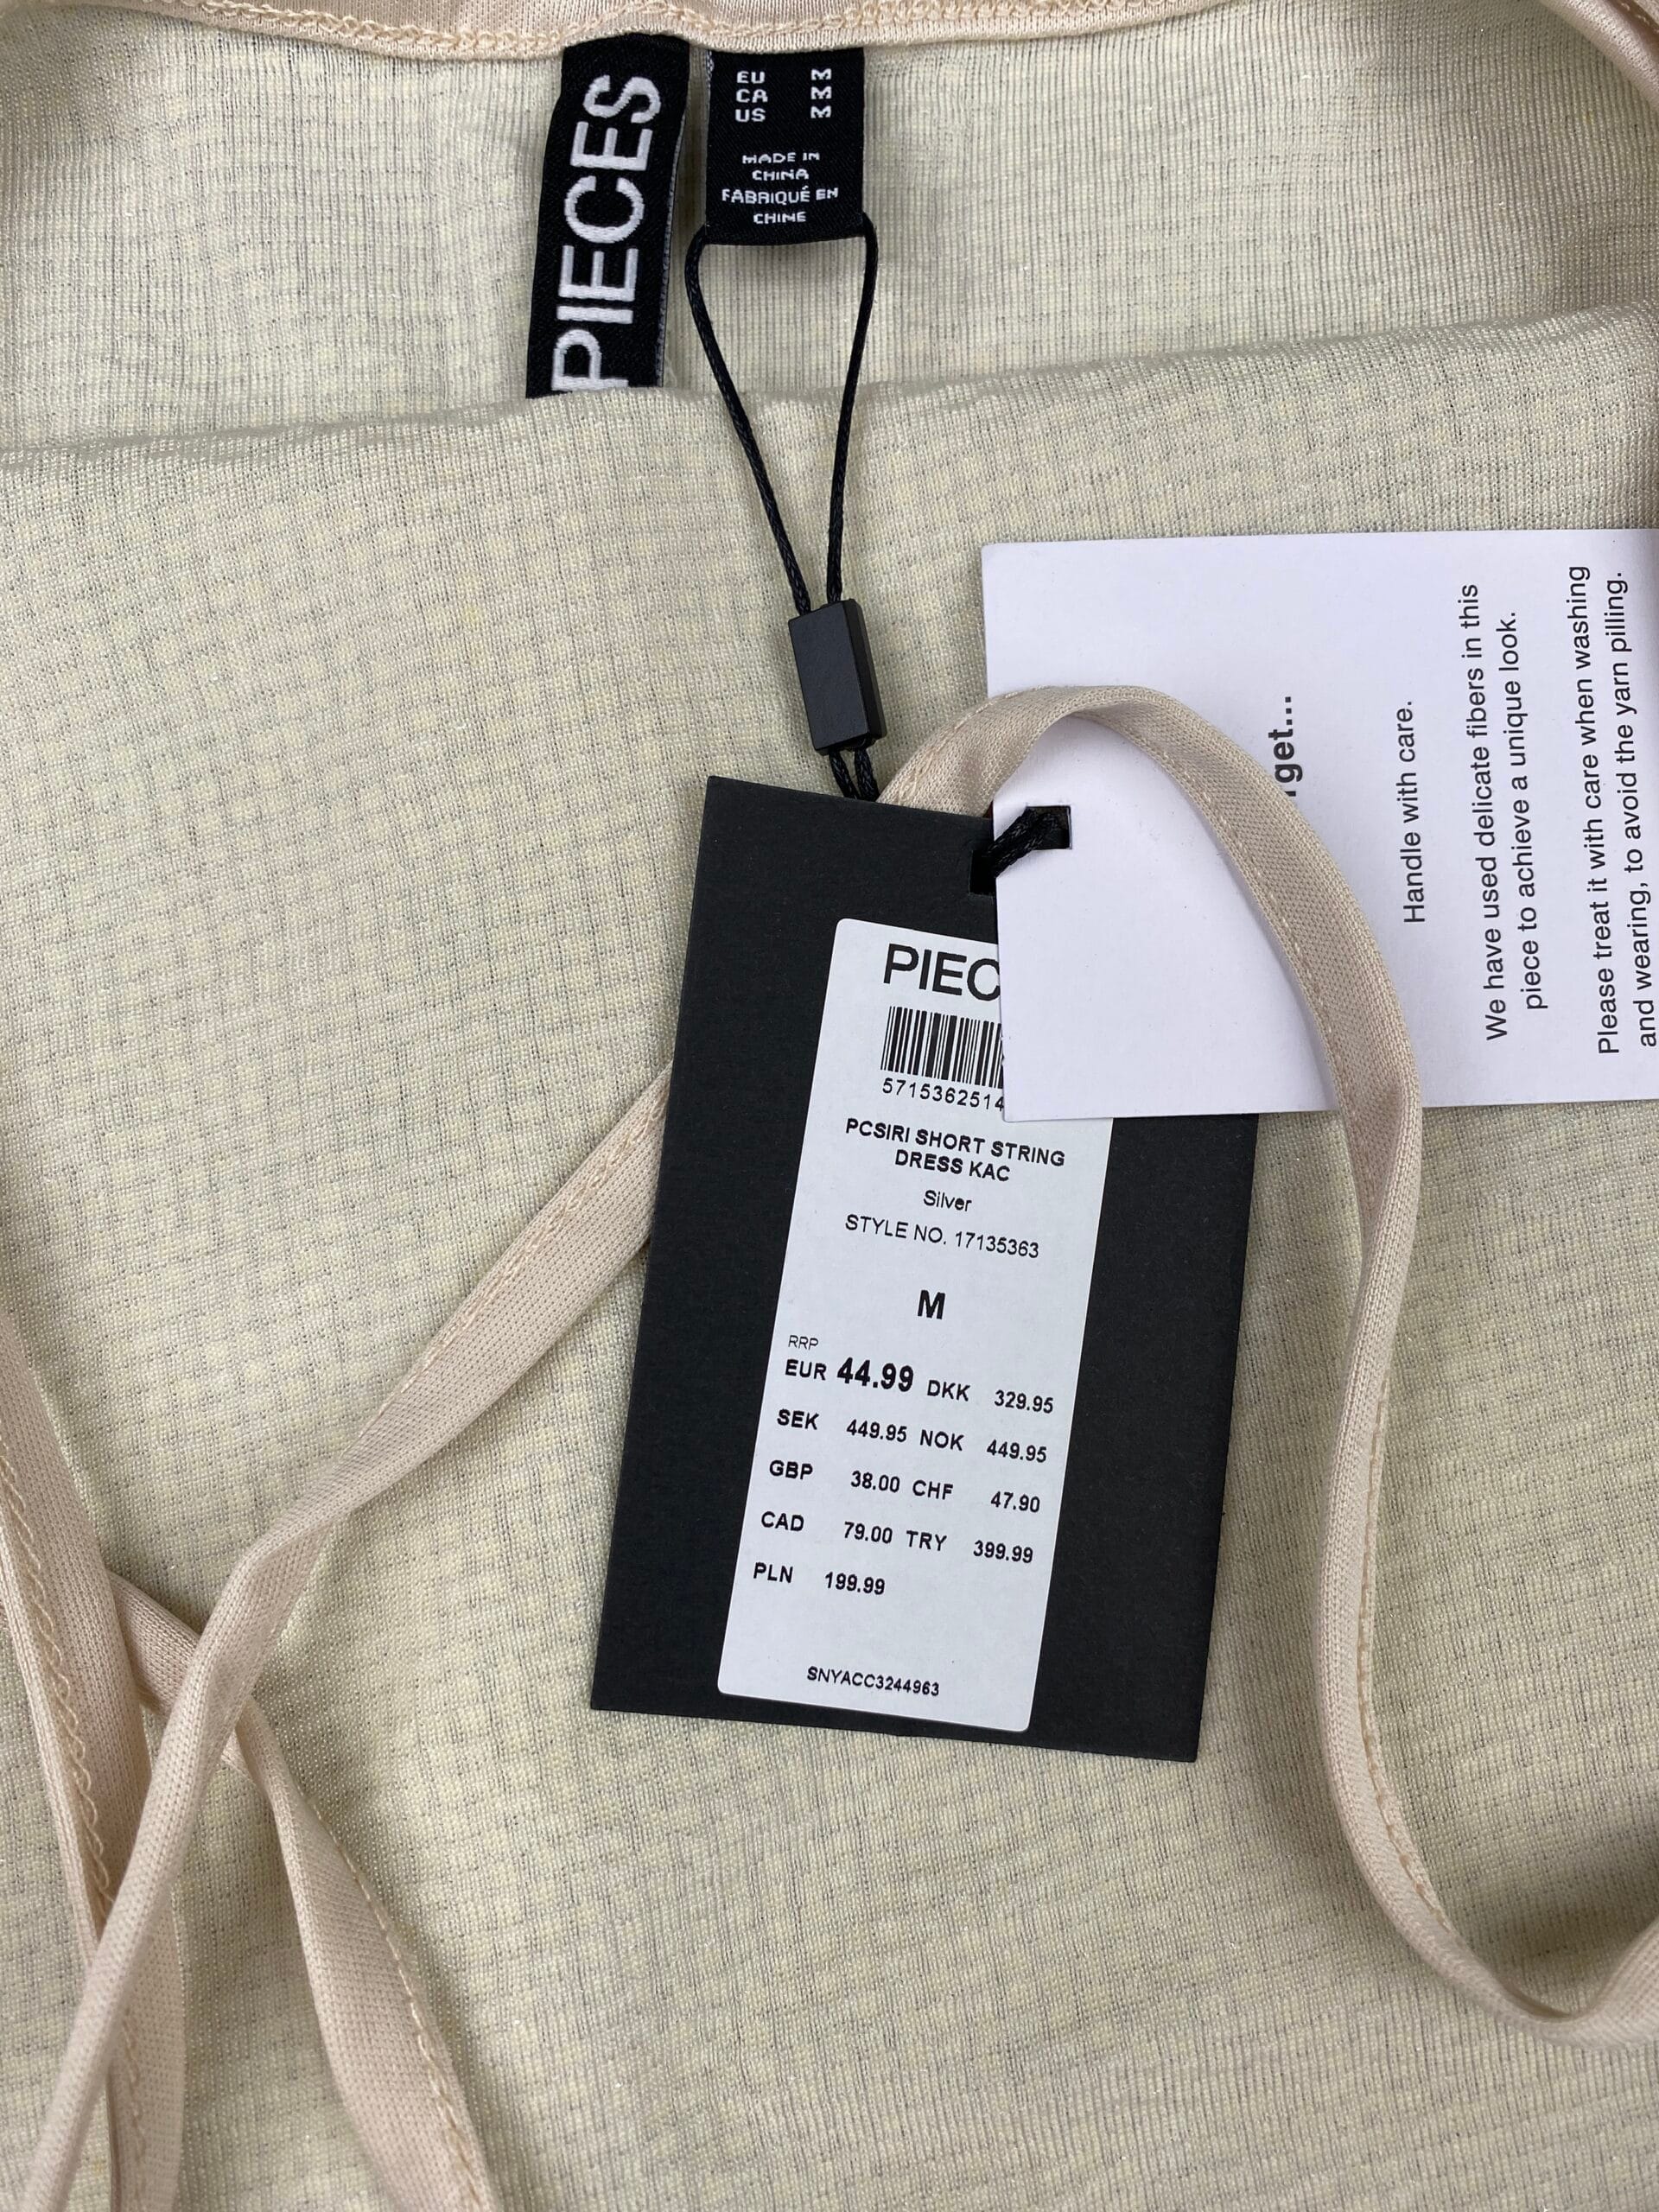 PIECES
EU M
CA M
US M
MADE IN
CHINA
FABRIQUÉ EN
CHINE
get...
Handle with care.
We have used delicate fibers in this
piece to achieve a unique look.
Please treat it with care when washing
and wearing, to avoid the yarn pilling.
PIEC
5715362514
PCSIRI SHORT STRING
DRESS KAC
Silver
STYLE NO. 17135363
M
RRP
EUR 44.99 DKK 329.95
SEK 449.95 NOK 449.95
GBP 38.00 CHF 47.90
CAD 79.00 TRY 399.99
PLN 199.99
SNYACC3244963